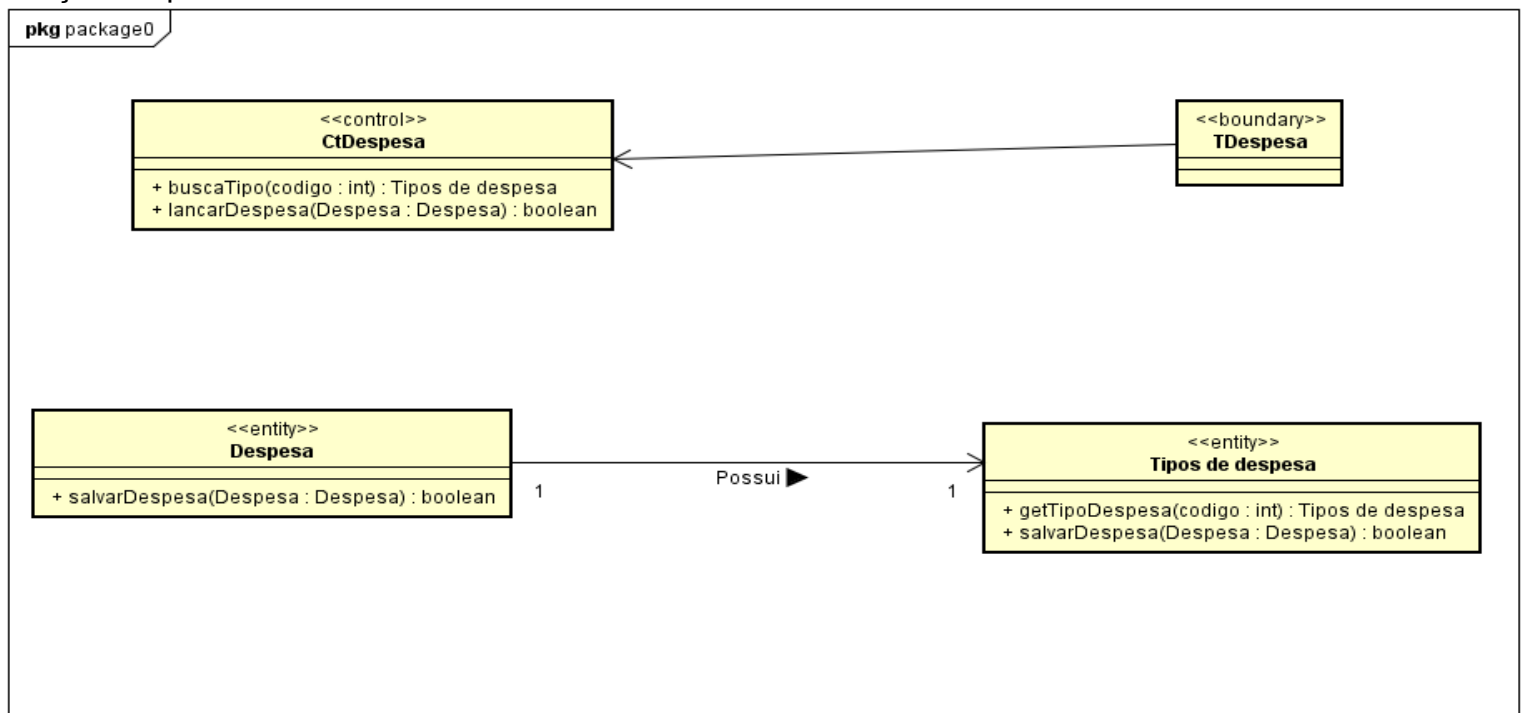 pkg package0
<<control>>
CtDespesa
+ buscaTipo(codigo : int) : Tipos de despesa
+ lancarDespesa(Despesa : Despesa) : boolean
<<boundary>>
TDespesa
<<entity>>
Despesa
+ salvarDespesa(Despesa : Despesa) : boolean
1
Possui ▶
1
<<entity>>
Tipos de despesa
+ getTipoDespesa(codigo : int) : Tipos de despesa
+ salvarDespesa(Despesa : Despesa) : boolean